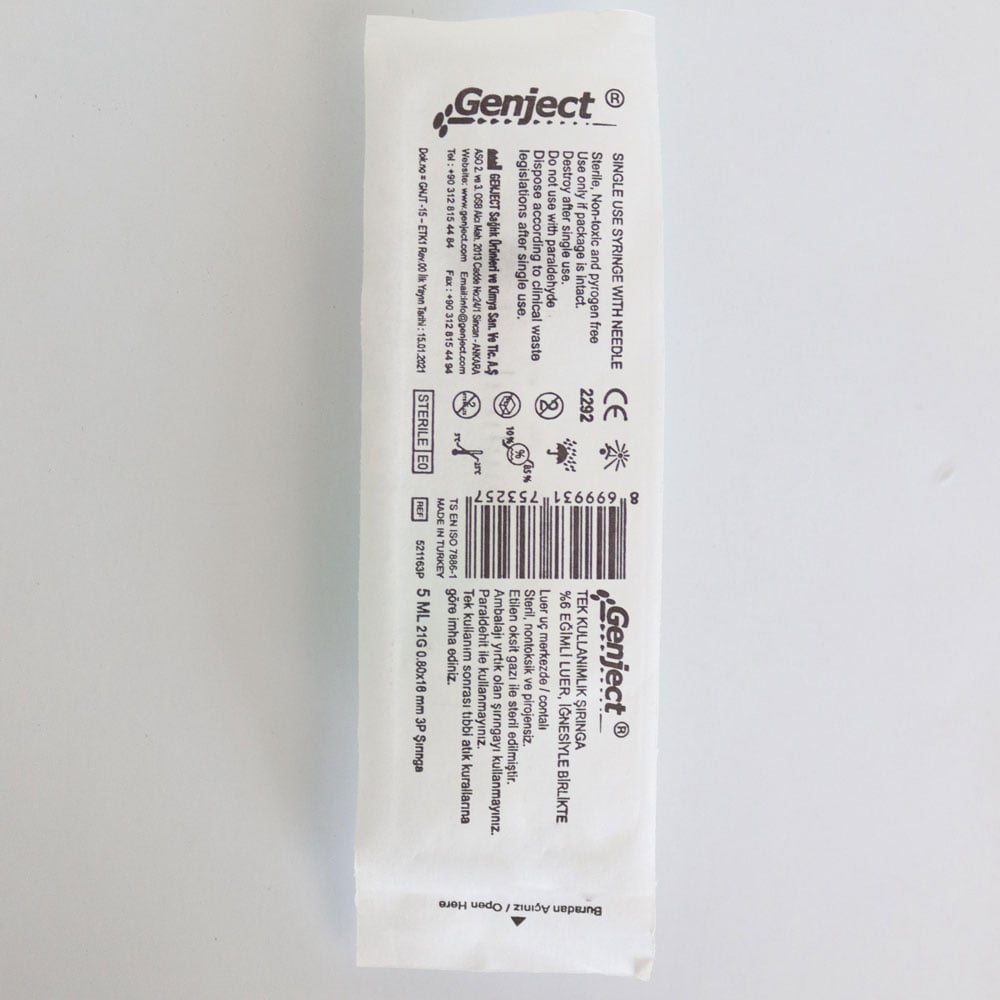 Genject ®
SINGLE USE SYRINGE WITH NEEDLE
Sterile, Non-toxic and pyrogen free
Use only if package is intact.
Destroy after single use.
Do not use with paraldehyde
Dispose according to clinical waste
legislations after single use.
GENJECT Sağlık Ürünleri ve Kimya San. Ve Tic. A.Ş
ASO 2. ve 3. OSB Alcı Mah. 2013 Cadde No:24/1 Sincan - ANKARA
Website: www.genject.com Email:info@genject.com
Tel : +90 312 815 44 84 Fax : +90 312 815 44 94
Dok.no = GNJT -15 – ETK1 Rev.00 İlk Yayın Tarihi : 15.01.2021
CE
2292
2
10 %
%
85 %
STERILE EO
8 699931 753257
TS EN ISO 7886-1
MADE IN TURKEY
REF 521163P 5 ML 21G 0.80x16 mm 3P Şırınga
Genject ®
TEK KULLANIMLIK ŞIRINGA
%6 EĞİMLİ LUER, İĞNESİYLE BİRLİKTE
Luer uç merkezde / contalı
Steril, nontoksik ve pirojensiz.
Etilen oksit gazı ile steril edilmiştir.
Ambalajı yırtık olan şırıngayı kullanmayınız.
Paraldehit ile kullanmayınız.
Tek kullanım sonrası tıbbi atık kurallarına
göre imha ediniz.
Buradan Açınız / Open Here